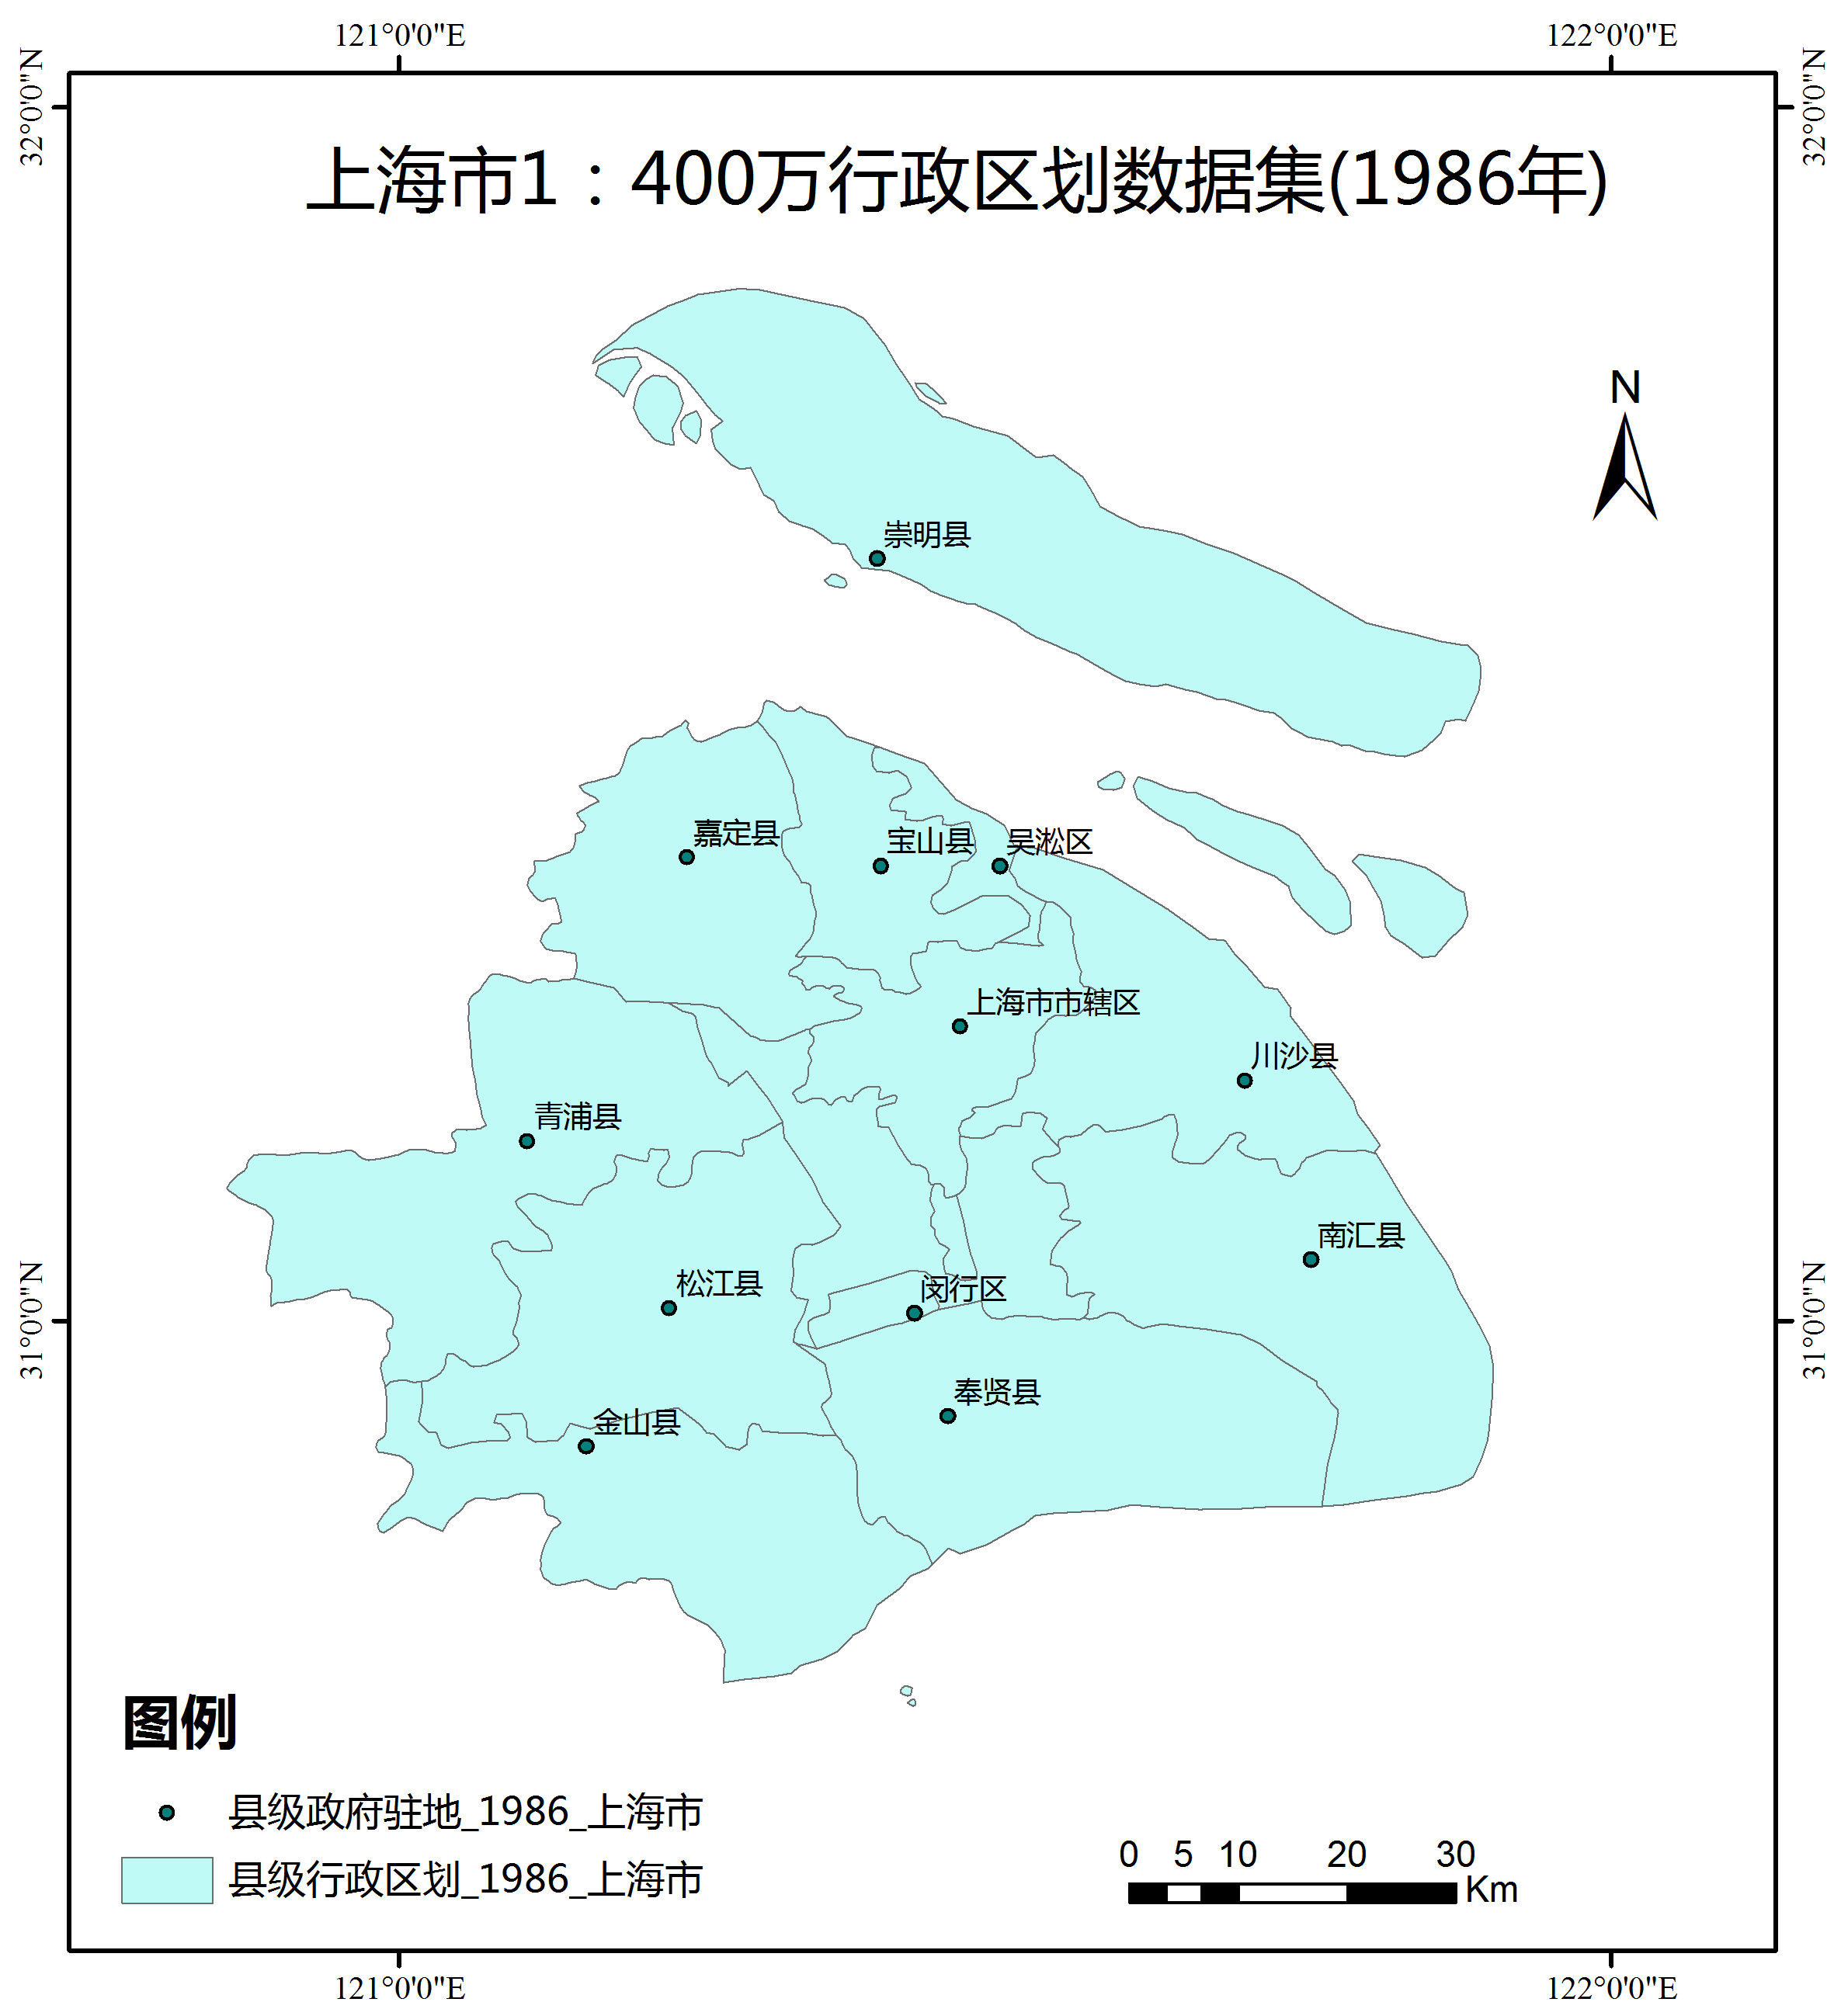 121°0'0"E
122°0'0"E
32°0'0"N
32°0'0"N
上海市1：400万行政区划数据集(1986年)
N
崇明县
嘉定县
宝山县
吴淞区
上海市市辖区
川沙县
青浦县
南汇县
松江县
闵行区
31°0'0"N
31°0'0"N
奉贤县
金山县
图例
县级政府驻地_1986_上海市
县级行政区划_1986_上海市
0 5 10 20 30
Km
121°0'0"E
122°0'0"E